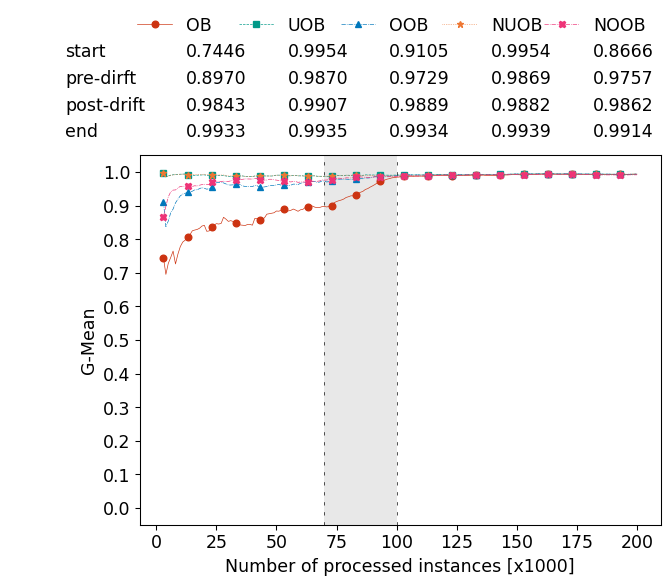 OB UOB OOB NUOB NOOB
start 0.7446 0.9954 0.9105 0.9954 0.8666
pre-dirft 0.8970 0.9870 0.9729 0.9869 0.9757
post-drift 0.9843 0.9907 0.9889 0.9882 0.9862
end 0.9933 0.9935 0.9934 0.9939 0.9914
1.0
0.9
0.8
0.7
0.6
0.5
0.4
0.3
0.2
0.1
0.0
G-Mean
0 25 50 75 100 125 150 175 200
Number of processed instances [x1000]